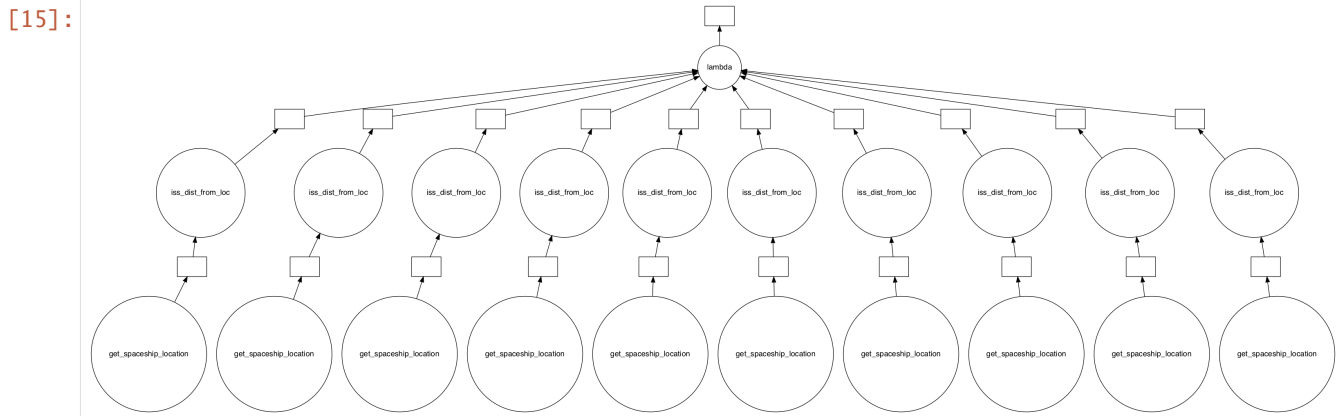 [15]:
lambda
iss_dist_from_loc iss_dist_from_loc iss_dist_from_loc iss_dist_from_loc iss_dist_from_loc iss_dist_from_loc iss_dist_from_loc iss_dist_from_loc iss_dist_from_loc iss_dist_from_loc
get_spaceship_location get_spaceship_location get_spaceship_location get_spaceship_location get_spaceship_location get_spaceship_location get_spaceship_location get_spaceship_location get_spaceship_location get_spaceship_location